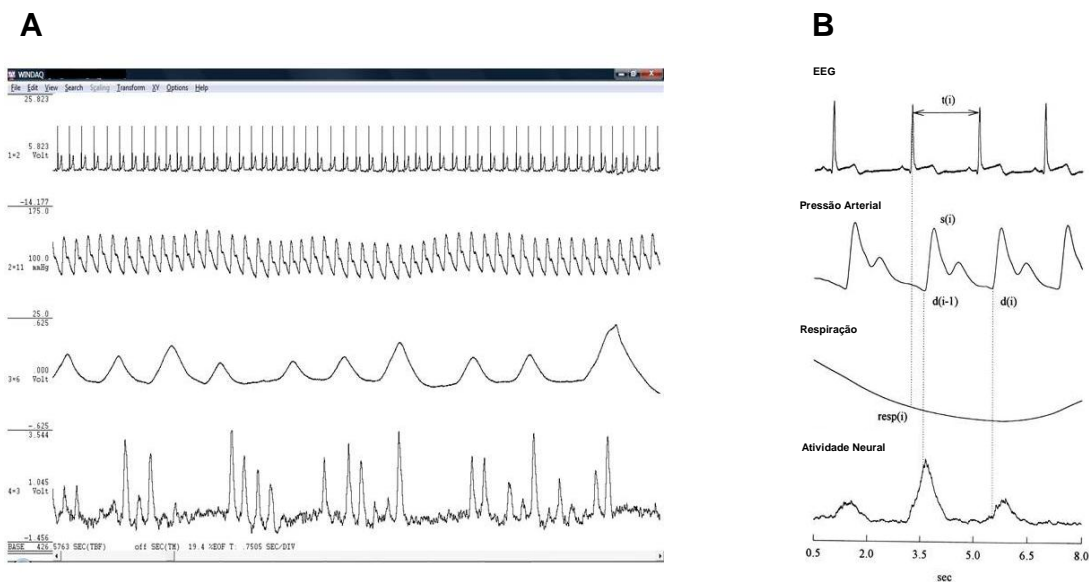 A
WINDAQ
File Edit View Search Scaling Transform XY Options Help
25.823
5.823
1=2 Volt
-14.177
175.0
100.0
2=11 mmHg
25.0
.625
.000
3=6 Volt
-.625
3.544
1.045
4=3 Volt
-1.456
BASE 426.5763 SEC(TBF) off SEC(TM) 19.4 %EOF T: .7505 SEC/DIV
B
EEG
t(i)
Pressão Arterial
s(i)
d(i-1) d(i)
Respiração
resp(i)
Atividade Neural
0.5 2.0 3.5 5.0 6.5 8.0
sec